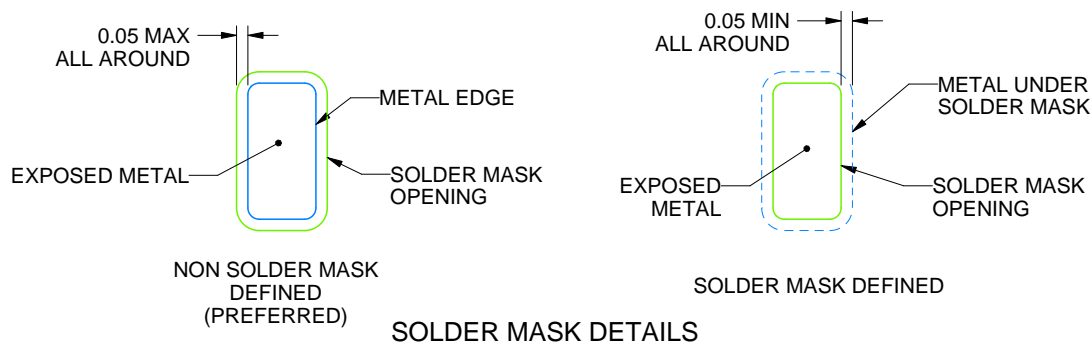 0.05 MAX
ALL AROUND
METAL EDGE
EXPOSED METAL
SOLDER MASK
OPENING
NON SOLDER MASK
DEFINED
(PREFERRED)
0.05 MIN
ALL AROUND
METAL UNDER
SOLDER MASK
EXPOSED
METAL
SOLDER MASK
OPENING
SOLDER MASK DEFINED
SOLDER MASK DETAILS